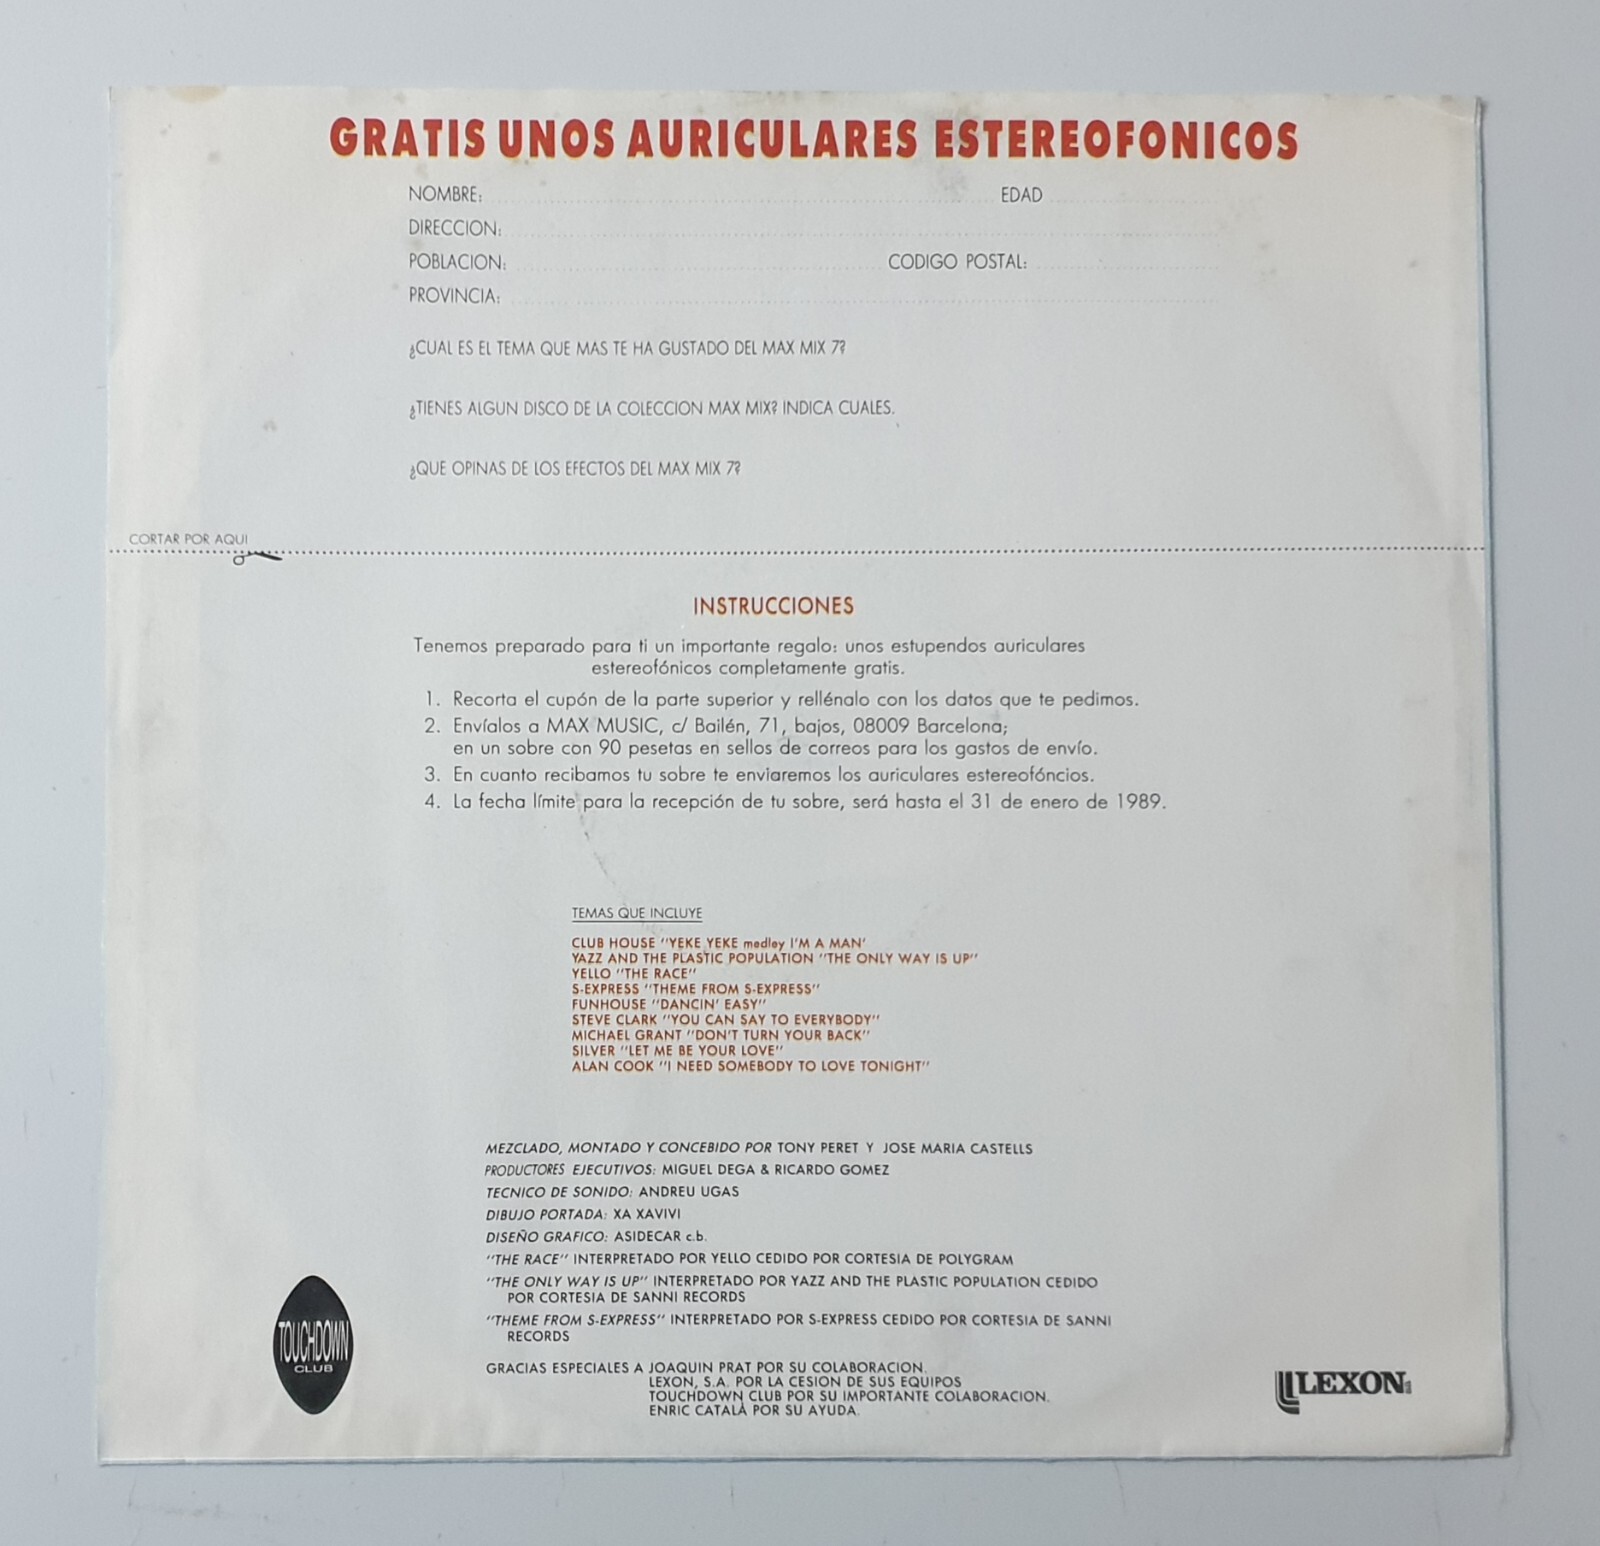 GRATIS UNOS AURICULARES ESTEREOFONICOS
NOMBRE: EDAD
DIRECCION:
POBLACION: CODIGO POSTAL:
PROVINCIA:
¿CUAL ES EL TEMA QUE MAS TE HA GUSTADO DEL MAX MIX 7?
¿TIENES ALGUN DISCO DE LA COLECCION MAX MIX? INDICA CUALES.
¿QUE OPINAS DE LOS EFECTOS DEL MAX MIX 7?
CORTAR POR AQUI
INSTRUCCIONES
Tenemos preparado para ti un importante regalo: unos estupendos auriculares
estereofónicos completamente gratis.
1. Recorta el cupón de la parte superior y rellénalo con los datos que te pedimos.
2. Envíalos a MAX MUSIC, c/ Bailén, 71, bajos, 08009 Barcelona;
en un sobre con 90 pesetas en sellos de correos para los gastos de envío.
3. En cuanto recibamos tu sobre te enviaremos los auriculares estereofóncios.
4. La fecha límite para la recepción de tu sobre, será hasta el 31 de enero de 1989.
TEMAS QUE INCLUYE
CLUB HOUSE "YEKE YEKE medley I'M A MAN'
YAZZ AND THE PLASTIC POPULATION "THE ONLY WAY IS UP"
YELLO "THE RACE"
S-EXPRESS "THEME FROM S-EXPRESS"
FUNHOUSE "DANCIN' EASY"
STEVE CLARK "YOU CAN SAY TO EVERYBODY"
MICHAEL GRANT "DON'T TURN YOUR BACK"
SILVER "LET ME BE YOUR LOVE"
ALAN COOK "I NEED SOMEBODY TO LOVE TONIGHT"
MEZCLADO, MONTADO Y CONCEBIDO POR TONY PERET Y JOSE MARIA CASTELLS
PRODUCTORES EJECUTIVOS: MIGUEL DEGA & RICARDO GOMEZ
TECNICO DE SONIDO: ANDREU UGAS
DIBUJO PORTADA: XA XAVIVI
DISEÑO GRAFICO: ASIDECAR c.b.
"THE RACE" INTERPRETADO POR YELLO CEDIDO POR CORTESIA DE POLYGRAM
"THE ONLY WAY IS UP" INTERPRETADO POR YAZZ AND THE PLASTIC POPULATION CEDIDO
POR CORTESIA DE SANNI RECORDS
"THEME FROM S-EXPRESS" INTERPRETADO POR S-EXPRESS CEDIDO POR CORTESIA DE SANNI
RECORDS
GRACIAS ESPECIALES A JOAQUIN PRAT POR SU COLABORACION.
LEXON, S.A. POR LA CESION DE SUS EQUIPOS
TOUCHDOWN CLUB POR SU IMPORTANTE COLABORACION.
ENRIC CATALÀ POR SU AYUDA.
TOUCHDOWN
CLUB
LEXON